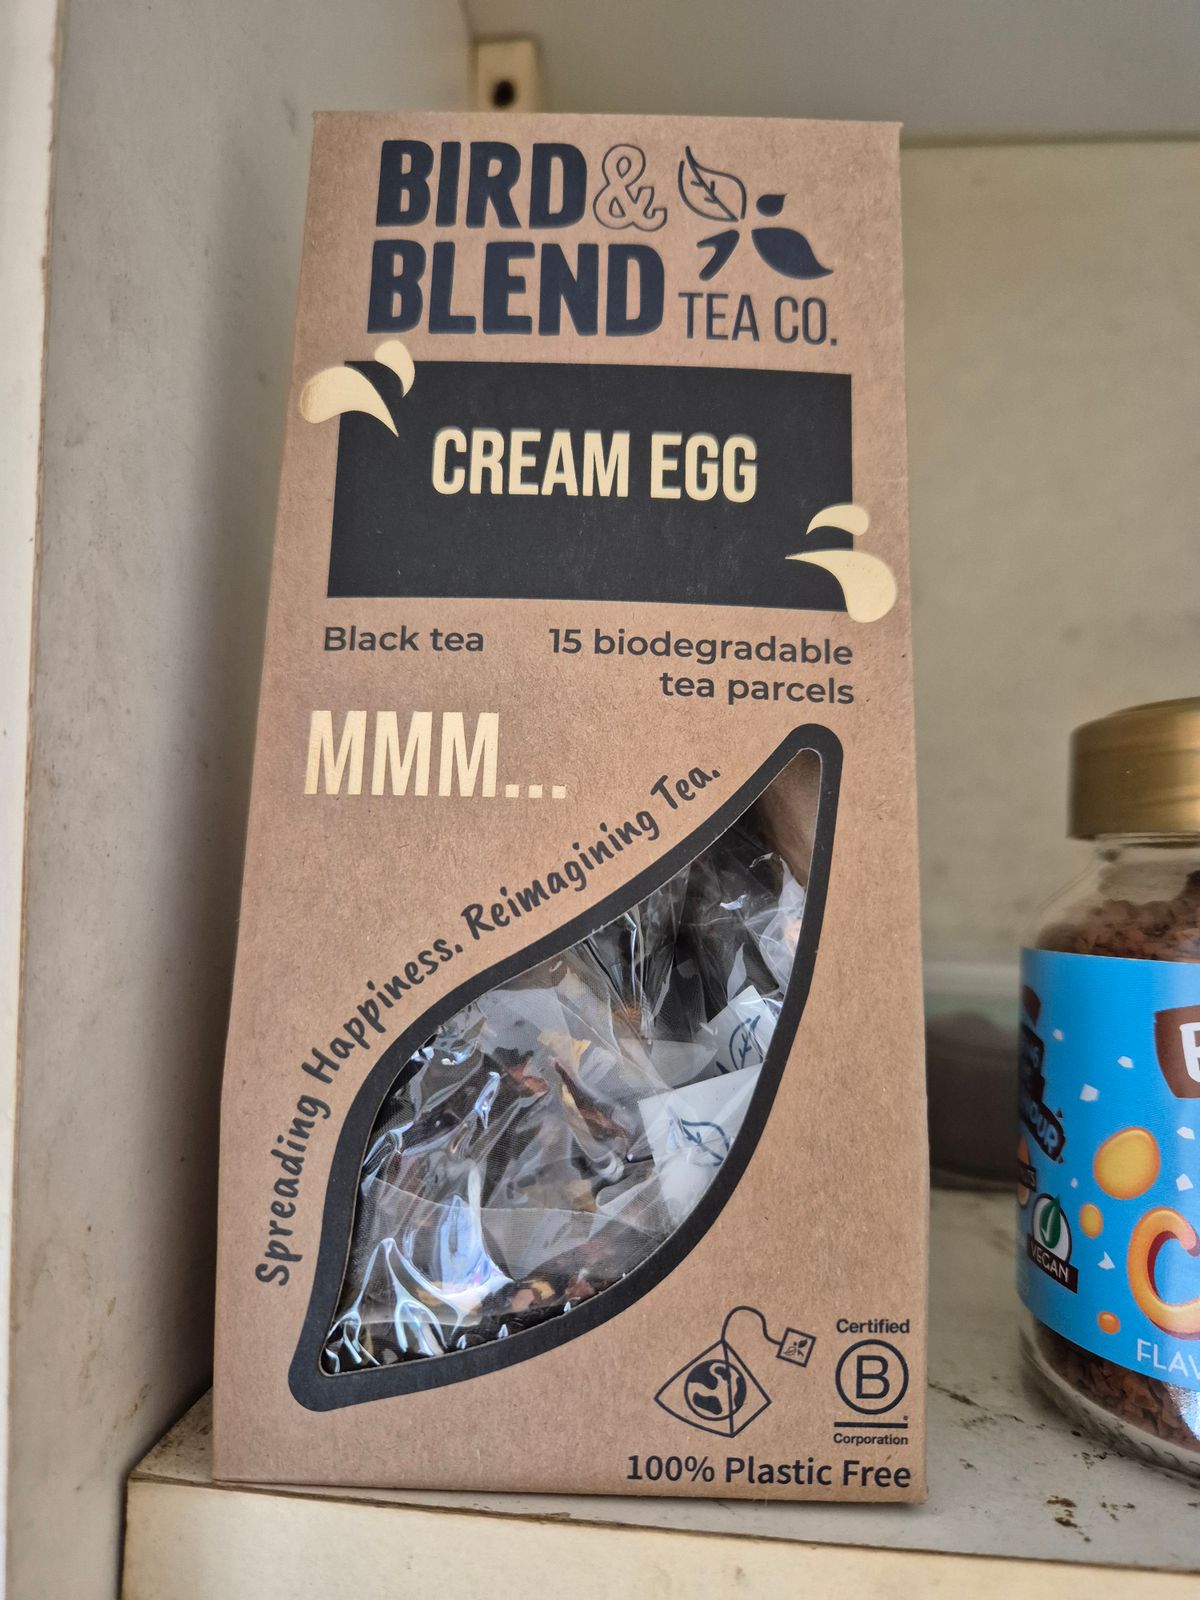 BIRD &
BLEND
TEA CO.
CREAM EGG
Black tea
15 biodegradable
tea parcels
MMM...
Spreading Happiness. Reimagining Tea.
Certified
B
Corporation
100% Plastic Free
VEGAN